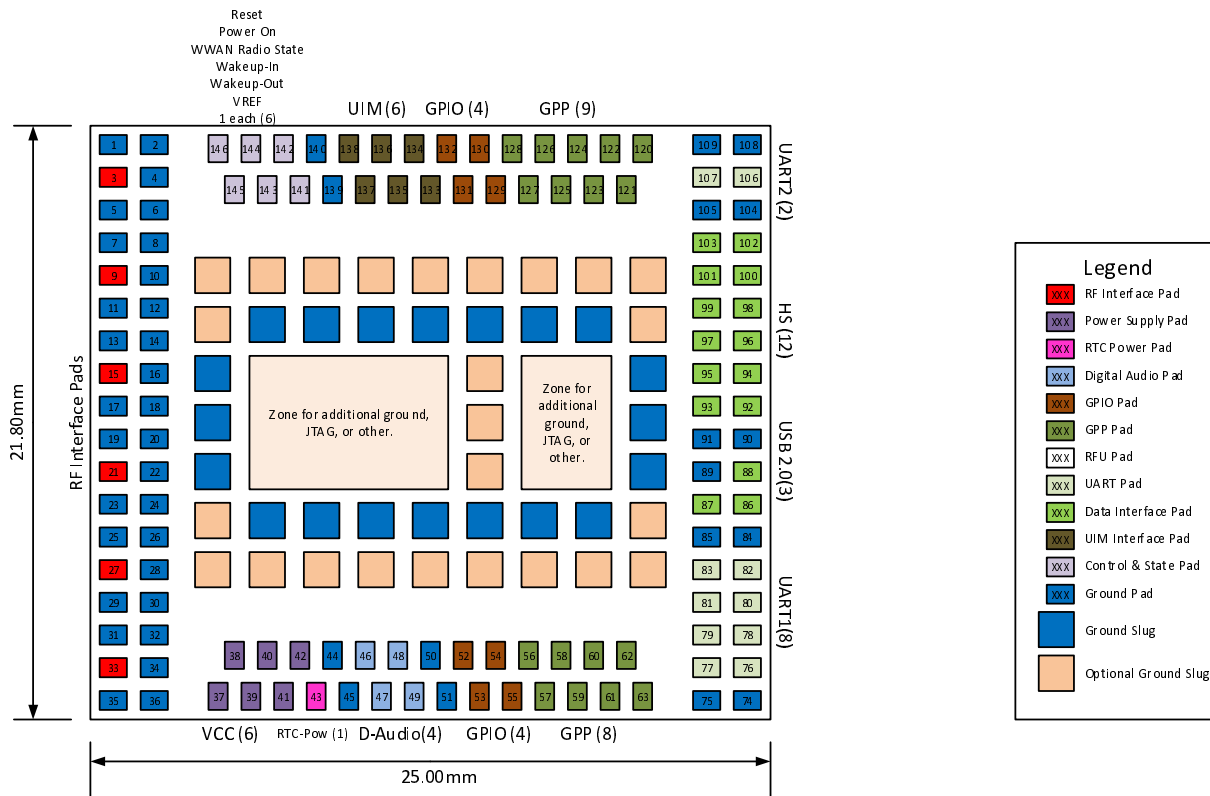 Reset
Power On
WWAN Radio State
Wakeup-In
Wakeup-Out
VREF
1 each (6)
UIM (6) GPIO (4) GPP (9)
146 144 142 140 138 136 134 132 130 128 126 124 122 120
145 143 141 139 137 135 133 131 129 127 125 123 121
1 2 109 108
3 4 107 106
5 6 105 104
7 8 103 102
9 10 101 100
11 12 99 98
13 14 97 96
15 16 95 94
17 18 93 92
19 20 91 90
21 22 89 88
23 24 87 86
25 26 85 84
27 28 83 82
29 30 81 80
31 32 79 78
33 34 77 76
35 36 75 74
Zone for additional ground,
JTAG, or other.
Zone for
additional
ground,
JTAG, or
other.
38 40 42 44 46 48 50 52 54 56 58 60 62
37 39 41 43 45 47 49 51 53 55 57 59 61 63
VCC (6) RTC-Pow (1) D-Audio(4) GPIO (4) GPP (8)
21.80mm
RF Interface Pads
UART2 (2)
HS (12)
USB 2.0(3)
UART1(8)
25.00mm
Legend
XXX RF Interface Pad
XXX Power Supply Pad
XXX RTC Power Pad
XXX Digital Audio Pad
XXX GPIO Pad
XXX GPP Pad
XXX RFU Pad
XXX UART Pad
XXX Data Interface Pad
XXX UIM Interface Pad
XXX Control & State Pad
XXX Ground Pad
Ground Slug
Optional Ground Slug